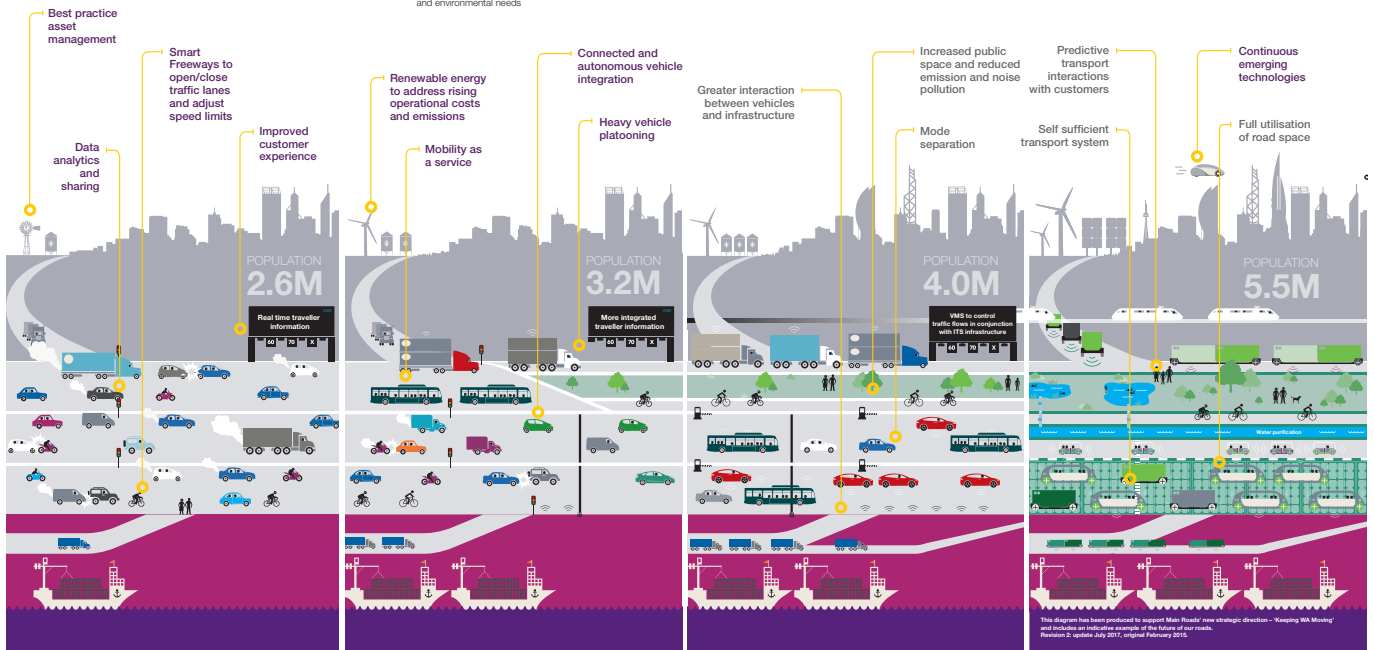 and environmental needs
Best practice
asset
management
Smart
Freeways to
open/close
traffic lanes
and adjust
speed limits
Data
analytics
and
sharing
Improved
customer
experience
POPULATION
2.6M
Real time traveller
information
60 70 X
Renewable energy
to address rising
operational costs
and emissions
Mobility as
a service
Connected and
autonomous vehicle
integration
Heavy vehicle
platooning
POPULATION
3.2M
More integrated
traveller information
60 70 X
Greater interaction
between vehicles
and infrastructure
Increased public
space and reduced
emission and noise
pollution
Mode
separation
POPULATION
4.0M
VMS to control
traffic flows in conjunction
with ITS infrastructure
60 70 X
Predictive
transport
interactions
with customers
Self sufficient
transport system
Continuous
emerging
technologies
Full utilisation
of road space
POPULATION
5.5M
Water purification
This diagram has been produced to support Main Roads' new strategic direction – 'Keeping WA Moving'
and includes an indicative example of the future of our roads.
Revision 2: update July 2017, original February 2015.